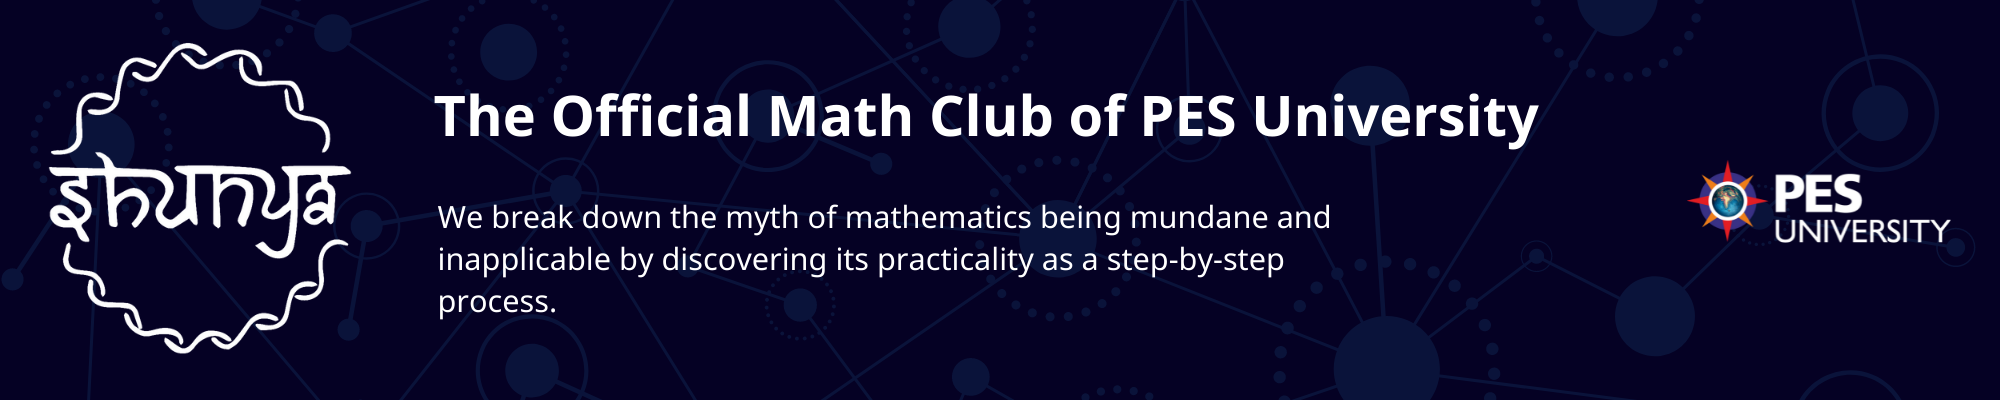 shunya
The Official Math Club of PES University
We break down the myth of mathematics being mundane and
inapplicable by discovering its practicality as a step-by-step
process.
PES
UNIVERSITY